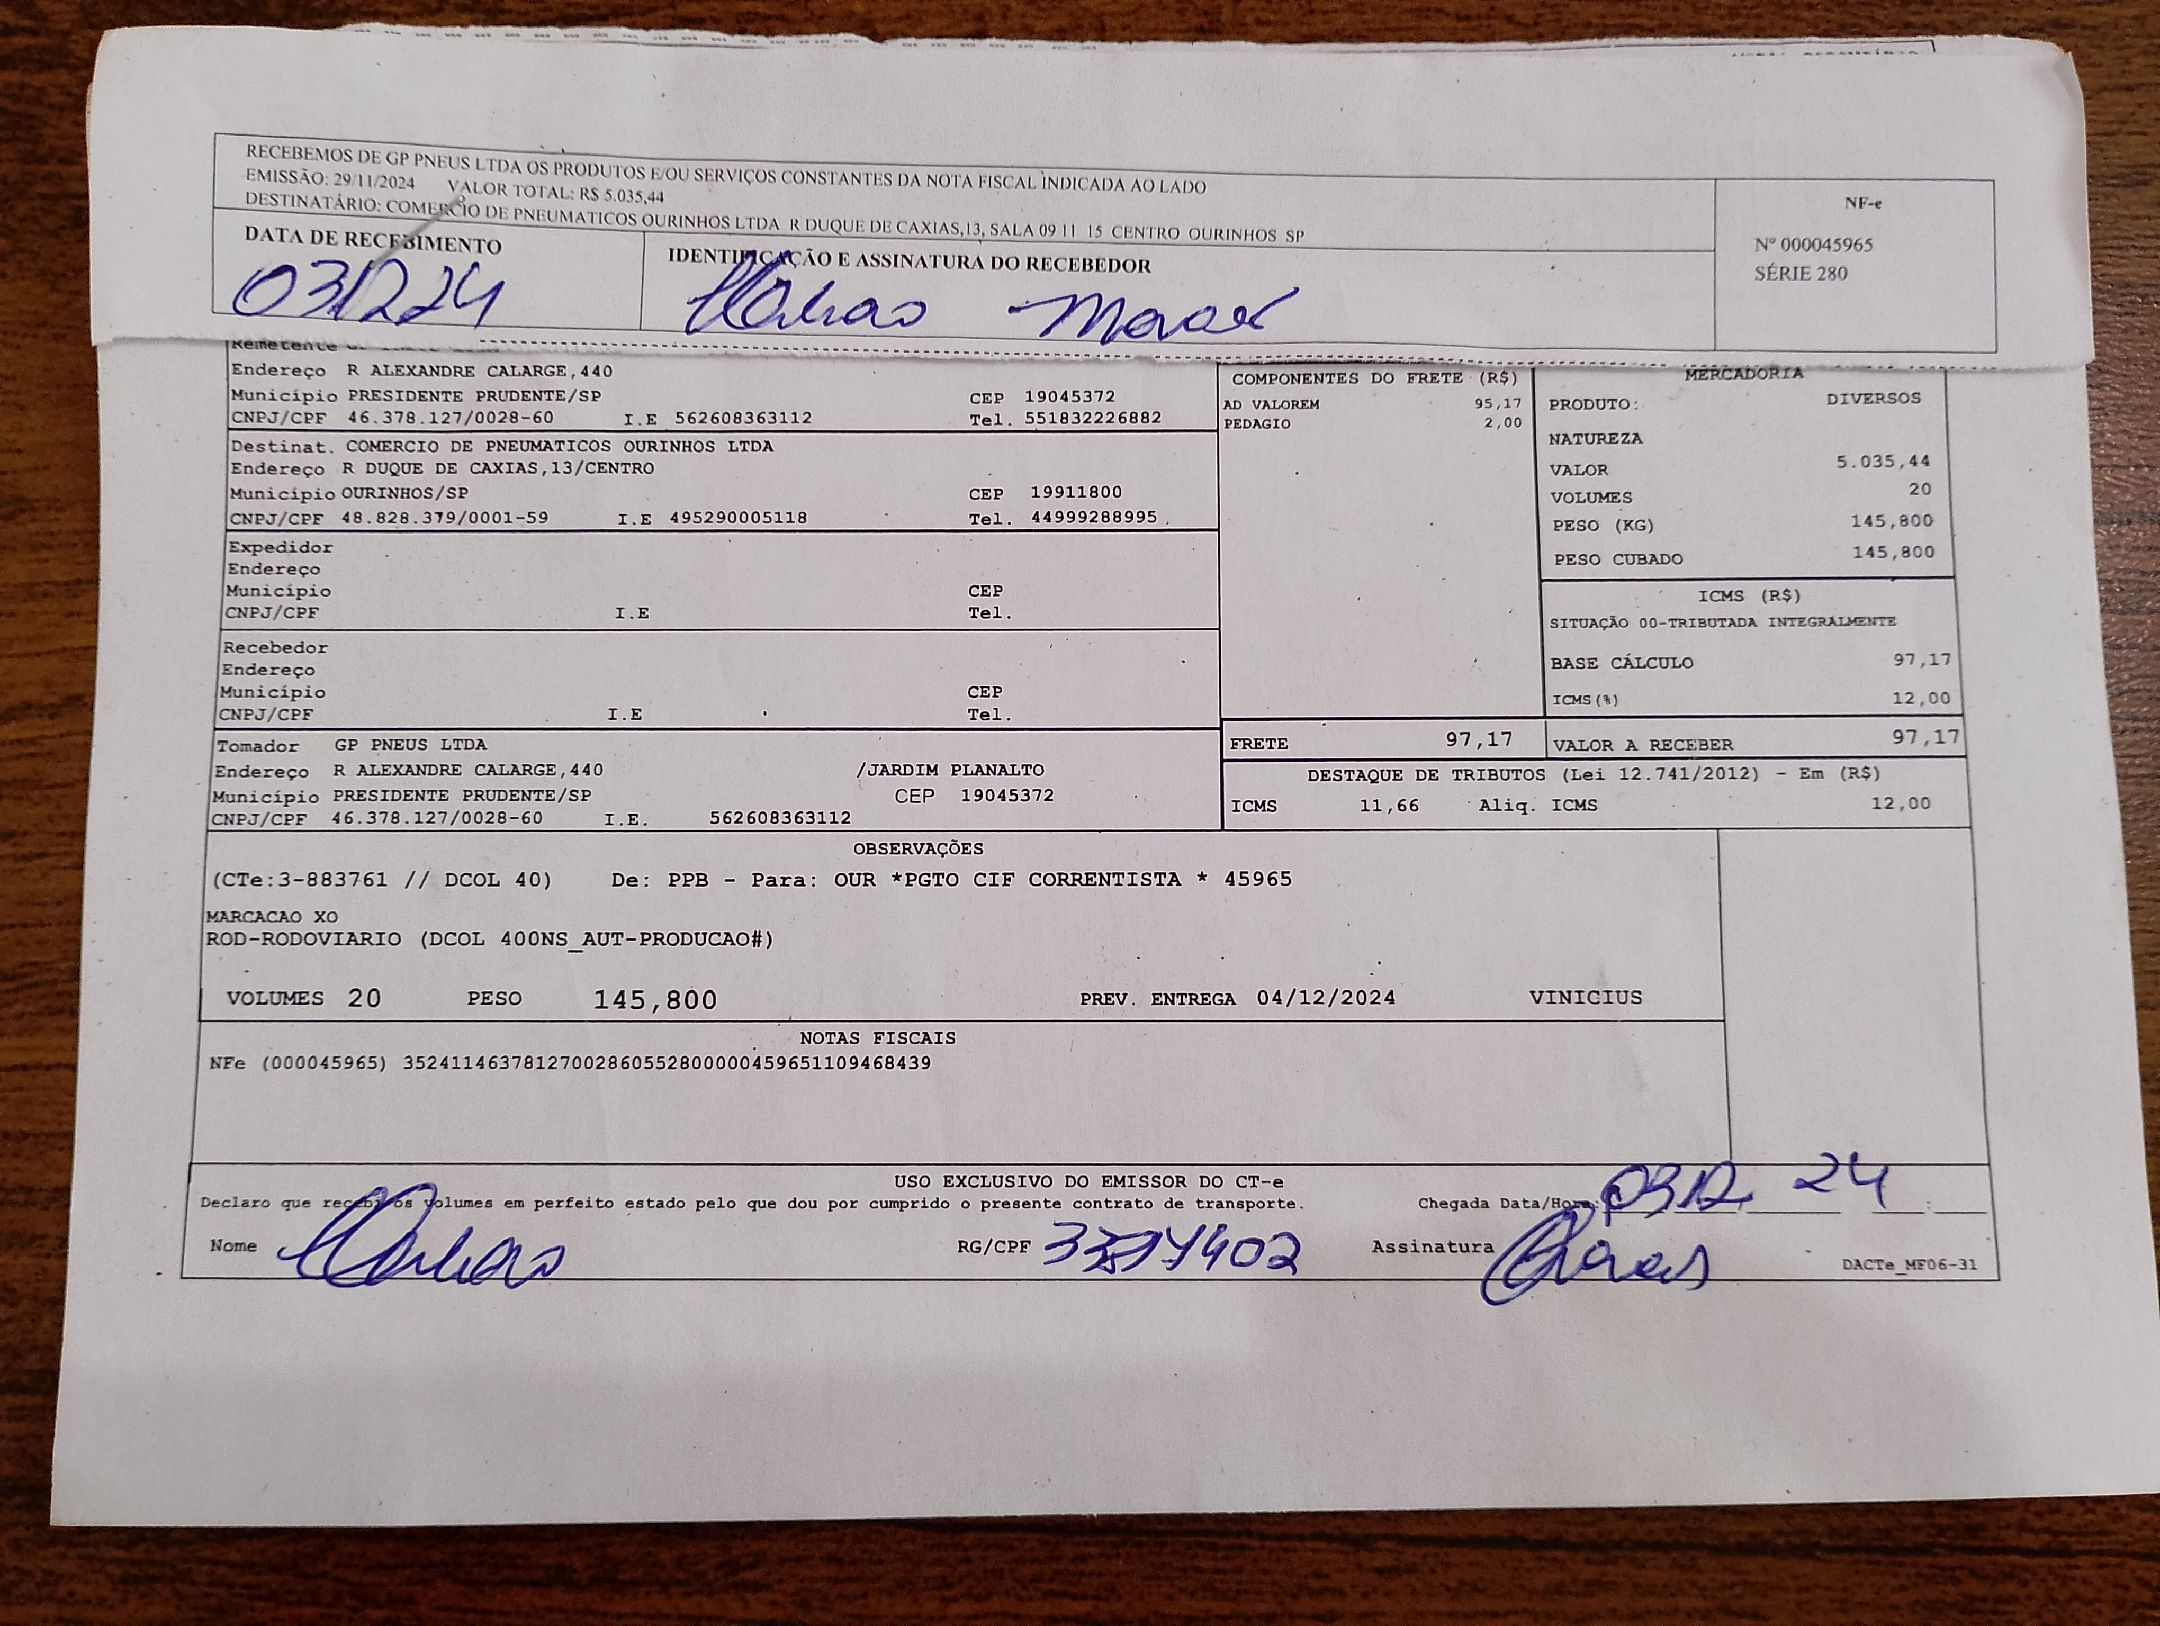 RECEBEMOS DE GP PNEUS LTDA OS PRODUTOS E/OU SERVIÇOS CONSTANTES DA NOTA FISCAL INDICADA AO LADO
EMISSÃO: 29/11/2024 VALOR TOTAL: R$ 5.035,44
DESTINATÁRIO: COMERCIO DE PNEUMATICOS OURINHOS LTDA R DUQUE DE CAXIAS,13, SALA 09 11 15 CENTRO OURINHOS SP
NF-e
Nº 000045965
SÉRIE 280
DATA DE RECEBIMENTO
03 12 24
IDENTIFICAÇÃO E ASSINATURA DO RECEBEDOR
Remetente
Endereço R ALEXANDRE CALARGE,440
Município PRESIDENTE PRUDENTE/SP CEP 19045372
CNPJ/CPF 46.378.127/0028-60 I.E 562608363112 Tel. 551832226882
Destinat. COMERCIO DE PNEUMATICOS OURINHOS LTDA
Endereço R DUQUE DE CAXIAS,13/CENTRO
Município OURINHOS/SP CEP 19911800
CNPJ/CPF 48.828.379/0001-59 I.E 495290005118 Tel. 44999288995
Expedidor
Endereço
Município CEP
CNPJ/CPF I.E Tel.
Recebedor
Endereço
Município CEP
CNPJ/CPF I.E Tel.
Tomador GP PNEUS LTDA
Endereço R ALEXANDRE CALARGE,440 /JARDIM PLANALTO
Município PRESIDENTE PRUDENTE/SP CEP 19045372
CNPJ/CPF 46.378.127/0028-60 I.E. 562608363112
COMPONENTES DO FRETE (R$)
AD VALOREM 95,17
PEDAGIO 2,00
MERCADORIA
PRODUTO: DIVERSOS
NATUREZA
VALOR 5.035,44
VOLUMES 20
PESO (KG) 145,800
PESO CUBADO 145,800
ICMS (R$)
SITUAÇÃO 00-TRIBUTADA INTEGRALMENTE
BASE CÁLCULO 97,17
ICMS(%) 12,00
FRETE 97,17 VALOR A RECEBER 97,17
DESTAQUE DE TRIBUTOS (Lei 12.741/2012) - Em (R$)
ICMS 11,66 Aliq. ICMS 12,00
OBSERVAÇÕES
(CTe:3-883761 // DCOL 40) De: PPB - Para: OUR *PGTO CIF CORRENTISTA * 45965
MARCACAO XO
ROD-RODOVIARIO (DCOL 400NS_AUT-PRODUCAO#)
VOLUMES 20 PESO 145,800 PREV. ENTREGA 04/12/2024 VINICIUS
NOTAS FISCAIS
NFe (000045965) 35241146378127002860552800000459651109468439
USO EXCLUSIVO DO EMISSOR DO CT-e
Declaro que recebi os volumes em perfeito estado pelo que dou por cumprido o presente contrato de transporte. Chegada Data/Hora: 03 12 24
Nome RG/CPF Assinatura
DACTe_MF06-31